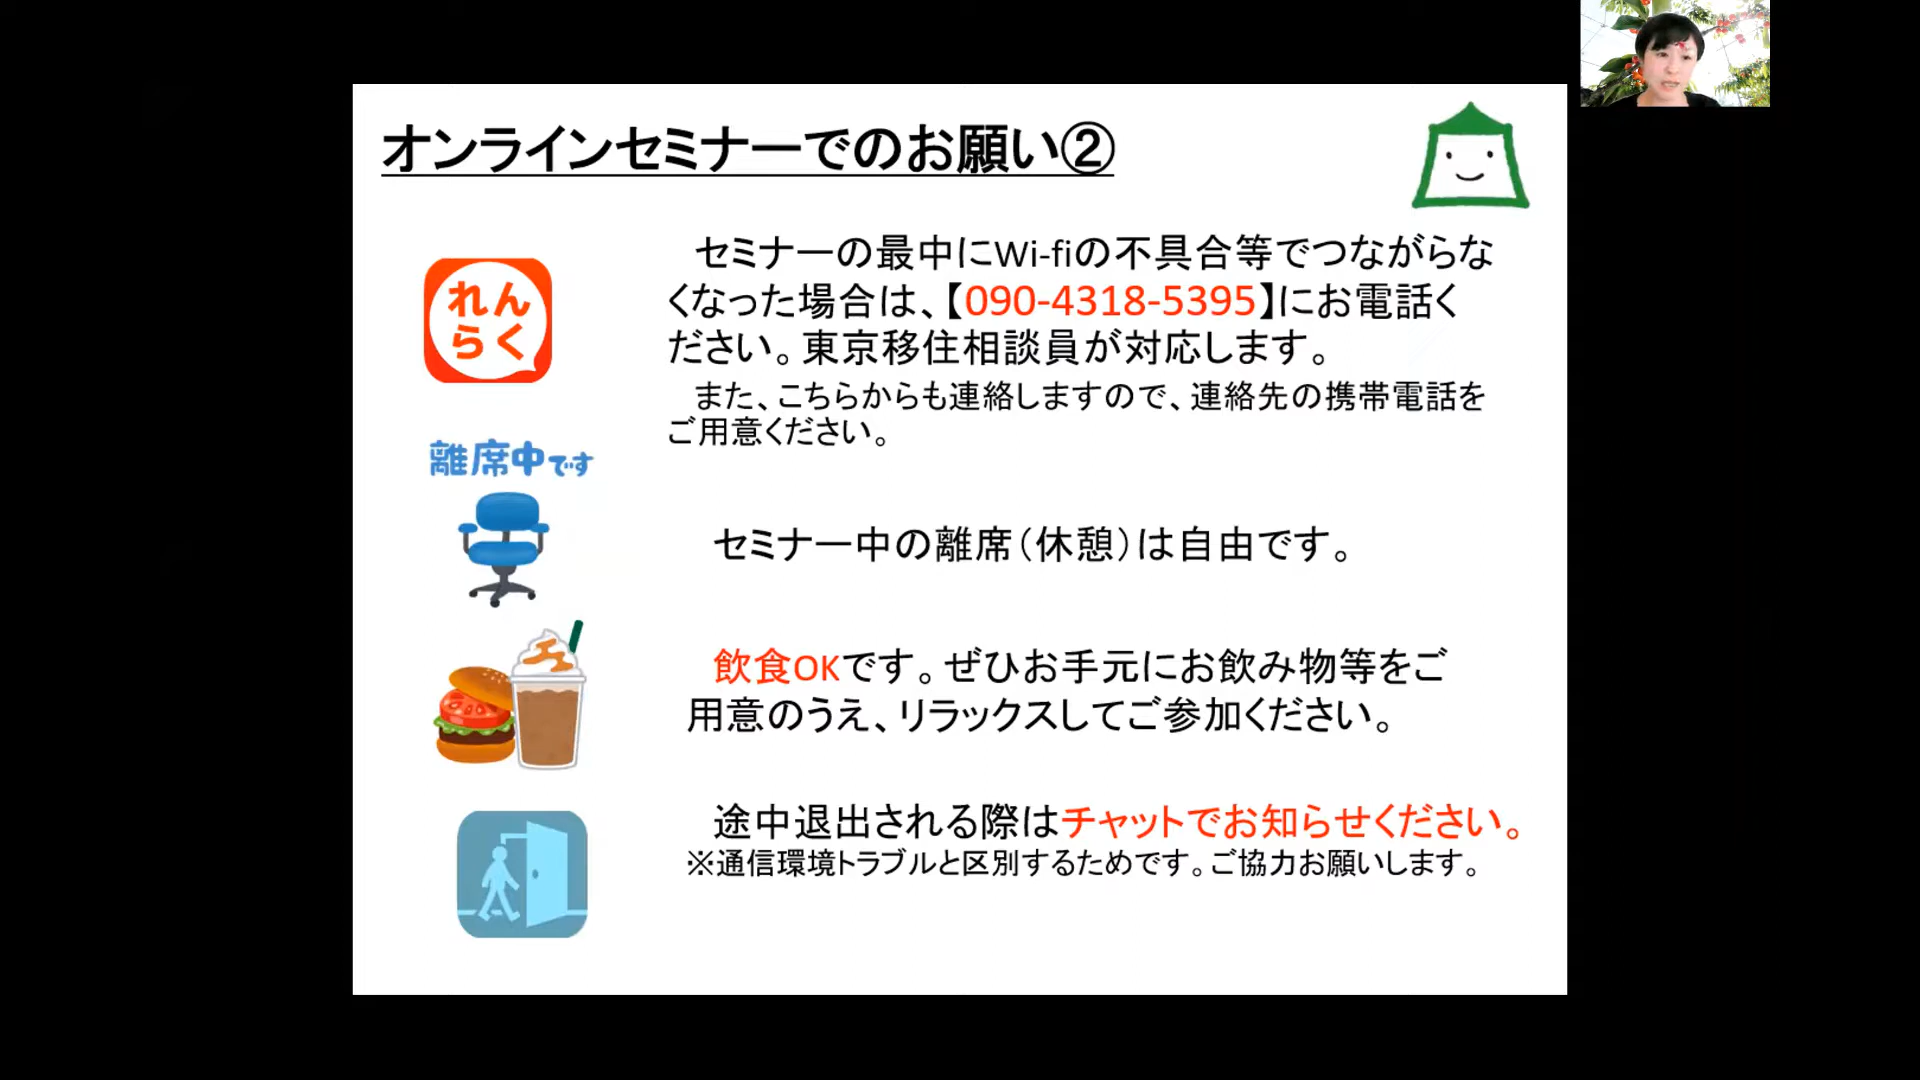 オンラインセミナーでのお願い②
れん
らく
セミナーの最中にWi-fiの不具合等でつながらな
くなった場合は、【090-4318-5395】にお電話く
ださい。東京移住相談員が対応します。
また、こちらからも連絡しますので、連絡先の携帯電話を
ご用意ください。
離席中です
セミナー中の離席（休憩）は自由です。
飲食OKです。ぜひお手元にお飲み物等をご
用意のうえ、リラックスしてご参加ください。
途中退出される際はチャットでお知らせください。
※通信環境トラブルと区別するためです。ご協力お願いします。